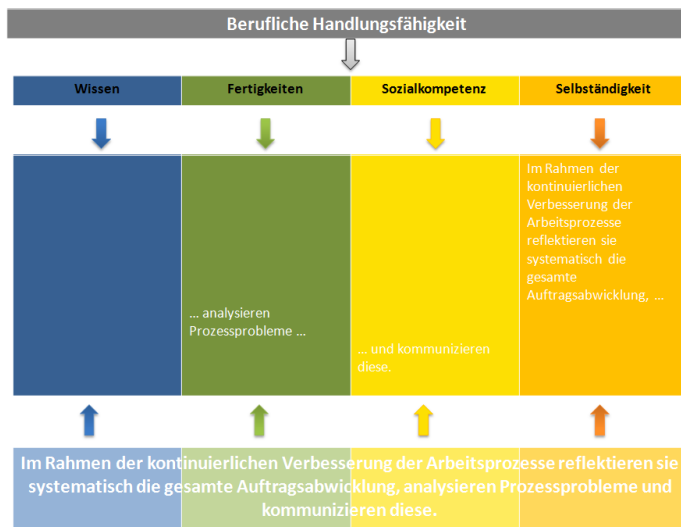 Berufliche Handlungsfähigkeit
Wissen
Fertigkeiten
Sozialkompetenz
Selbständigkeit
Im Rahmen der
kontinuierlichen
Verbesserung der
Arbeitsprozesse
reflektieren sie
systematisch die
gesamte
Auftragsabwicklung, ...
... analysieren
Prozessprobleme ...
... und kommunizieren
diese.
Im Rahmen der kontinuierlichen Verbesserung der Arbeitsprozesse reflektieren sie
systematisch die gesamte Auftragsabwicklung, analysieren Prozessprobleme und
kommunizieren diese.